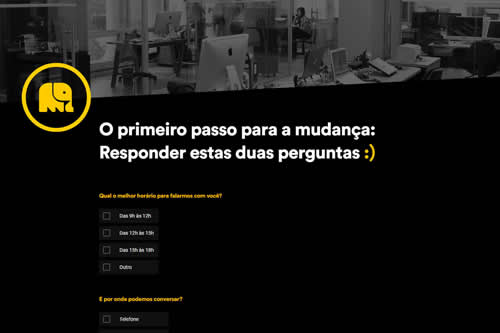 O primeiro passo para a mudança:
Responder estas duas perguntas :)
Qual o melhor horário para falarmos com você?
Das 9h às 12h
Das 12h às 15h
Das 15h às 18h
Outro
E por onde podemos conversar?
Telefone